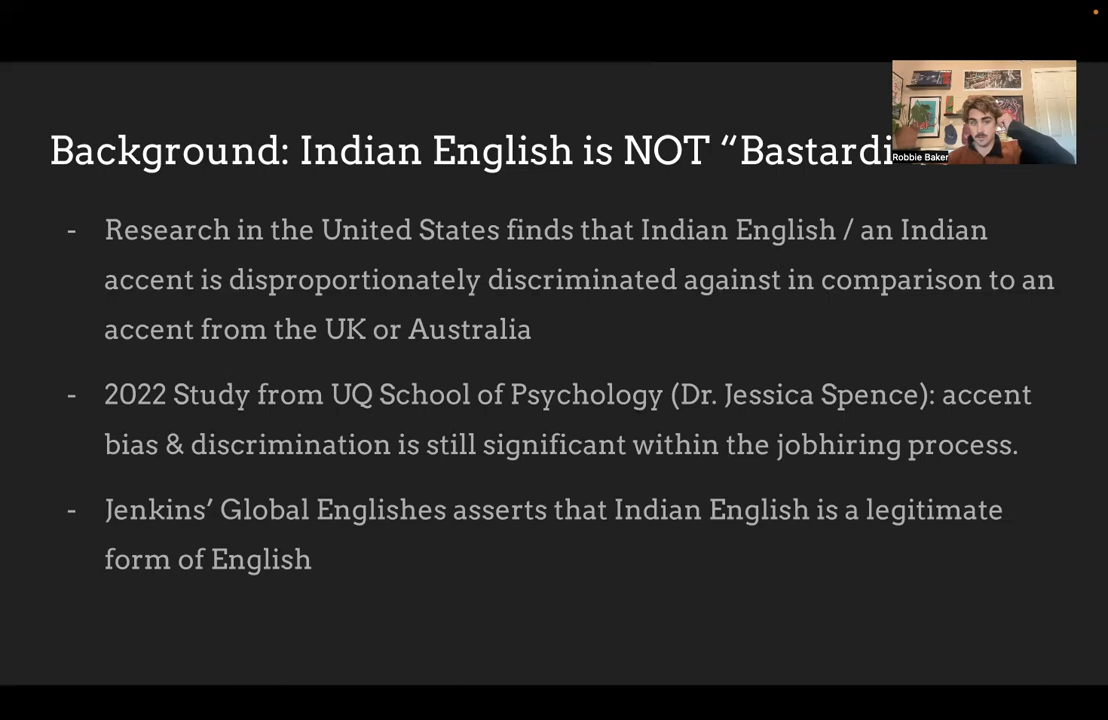 Background: Indian English is NOT
Robbie Baker
- Research in the United States finds that Indian English / an Indian
accent is disproportionately discriminated against in comparison to an
accent from the UK or Australia
- 2022 Study from UQ School of Psychology (Dr. Jessica Spence): accent
bias & discrimination is still significant within the jobhiring process.
- Jenkins’ Global Englishes asserts that Indian English is a legitimate
form of English